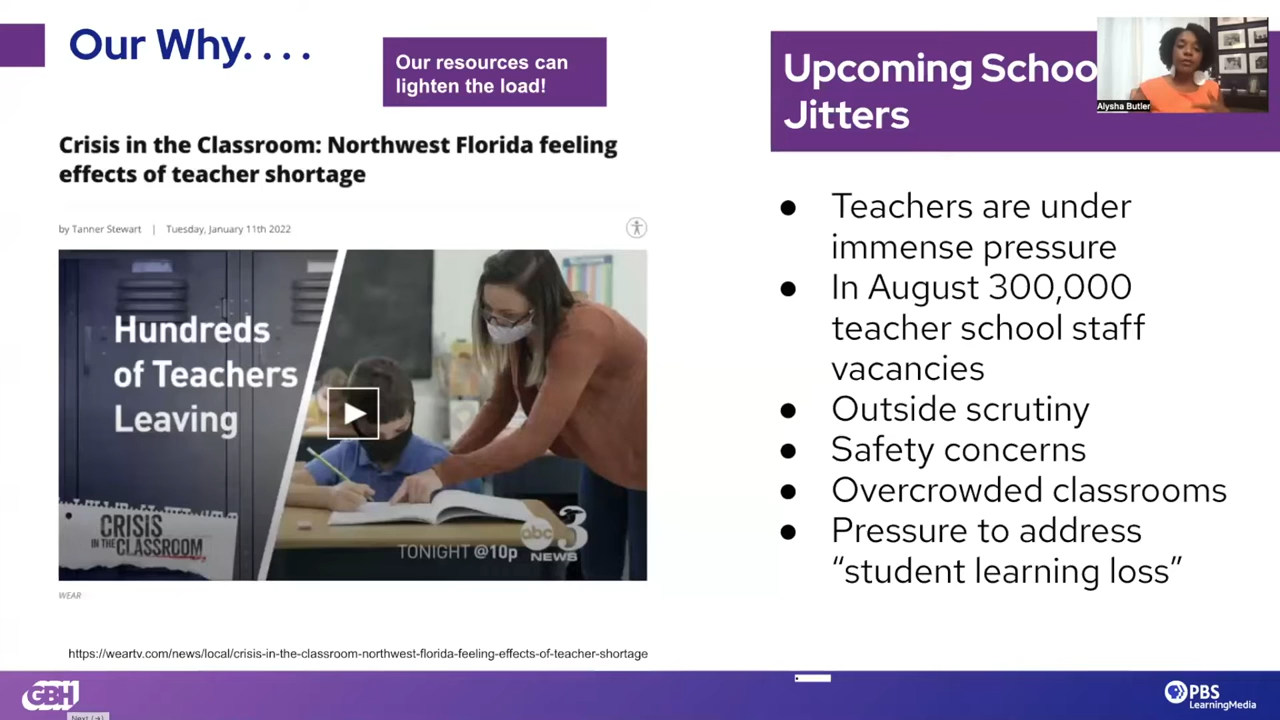 Our Why. . . .
Our resources can
lighten the load!
Crisis in the Classroom: Northwest Florida feeling
effects of teacher shortage
by Tanner Stewart | Tuesday, January 11th 2022
Hundreds
of Teachers
Leaving
CRISIS
IN THE CLASSROOM
TONIGHT @10p
abc 3
NEWS
WEAR
https://weartv.com/news/local/crisis-in-the-classroom-northwest-florida-feeling-effects-of-teacher-shortage
Upcoming Schoo
Jitters
Alysha Butler
● Teachers are under
immense pressure
● In August 300,000
teacher school staff
vacancies
● Outside scrutiny
● Safety concerns
● Overcrowded classrooms
● Pressure to address
“student learning loss”
GBH
Next (→)
PBS
LearningMedia